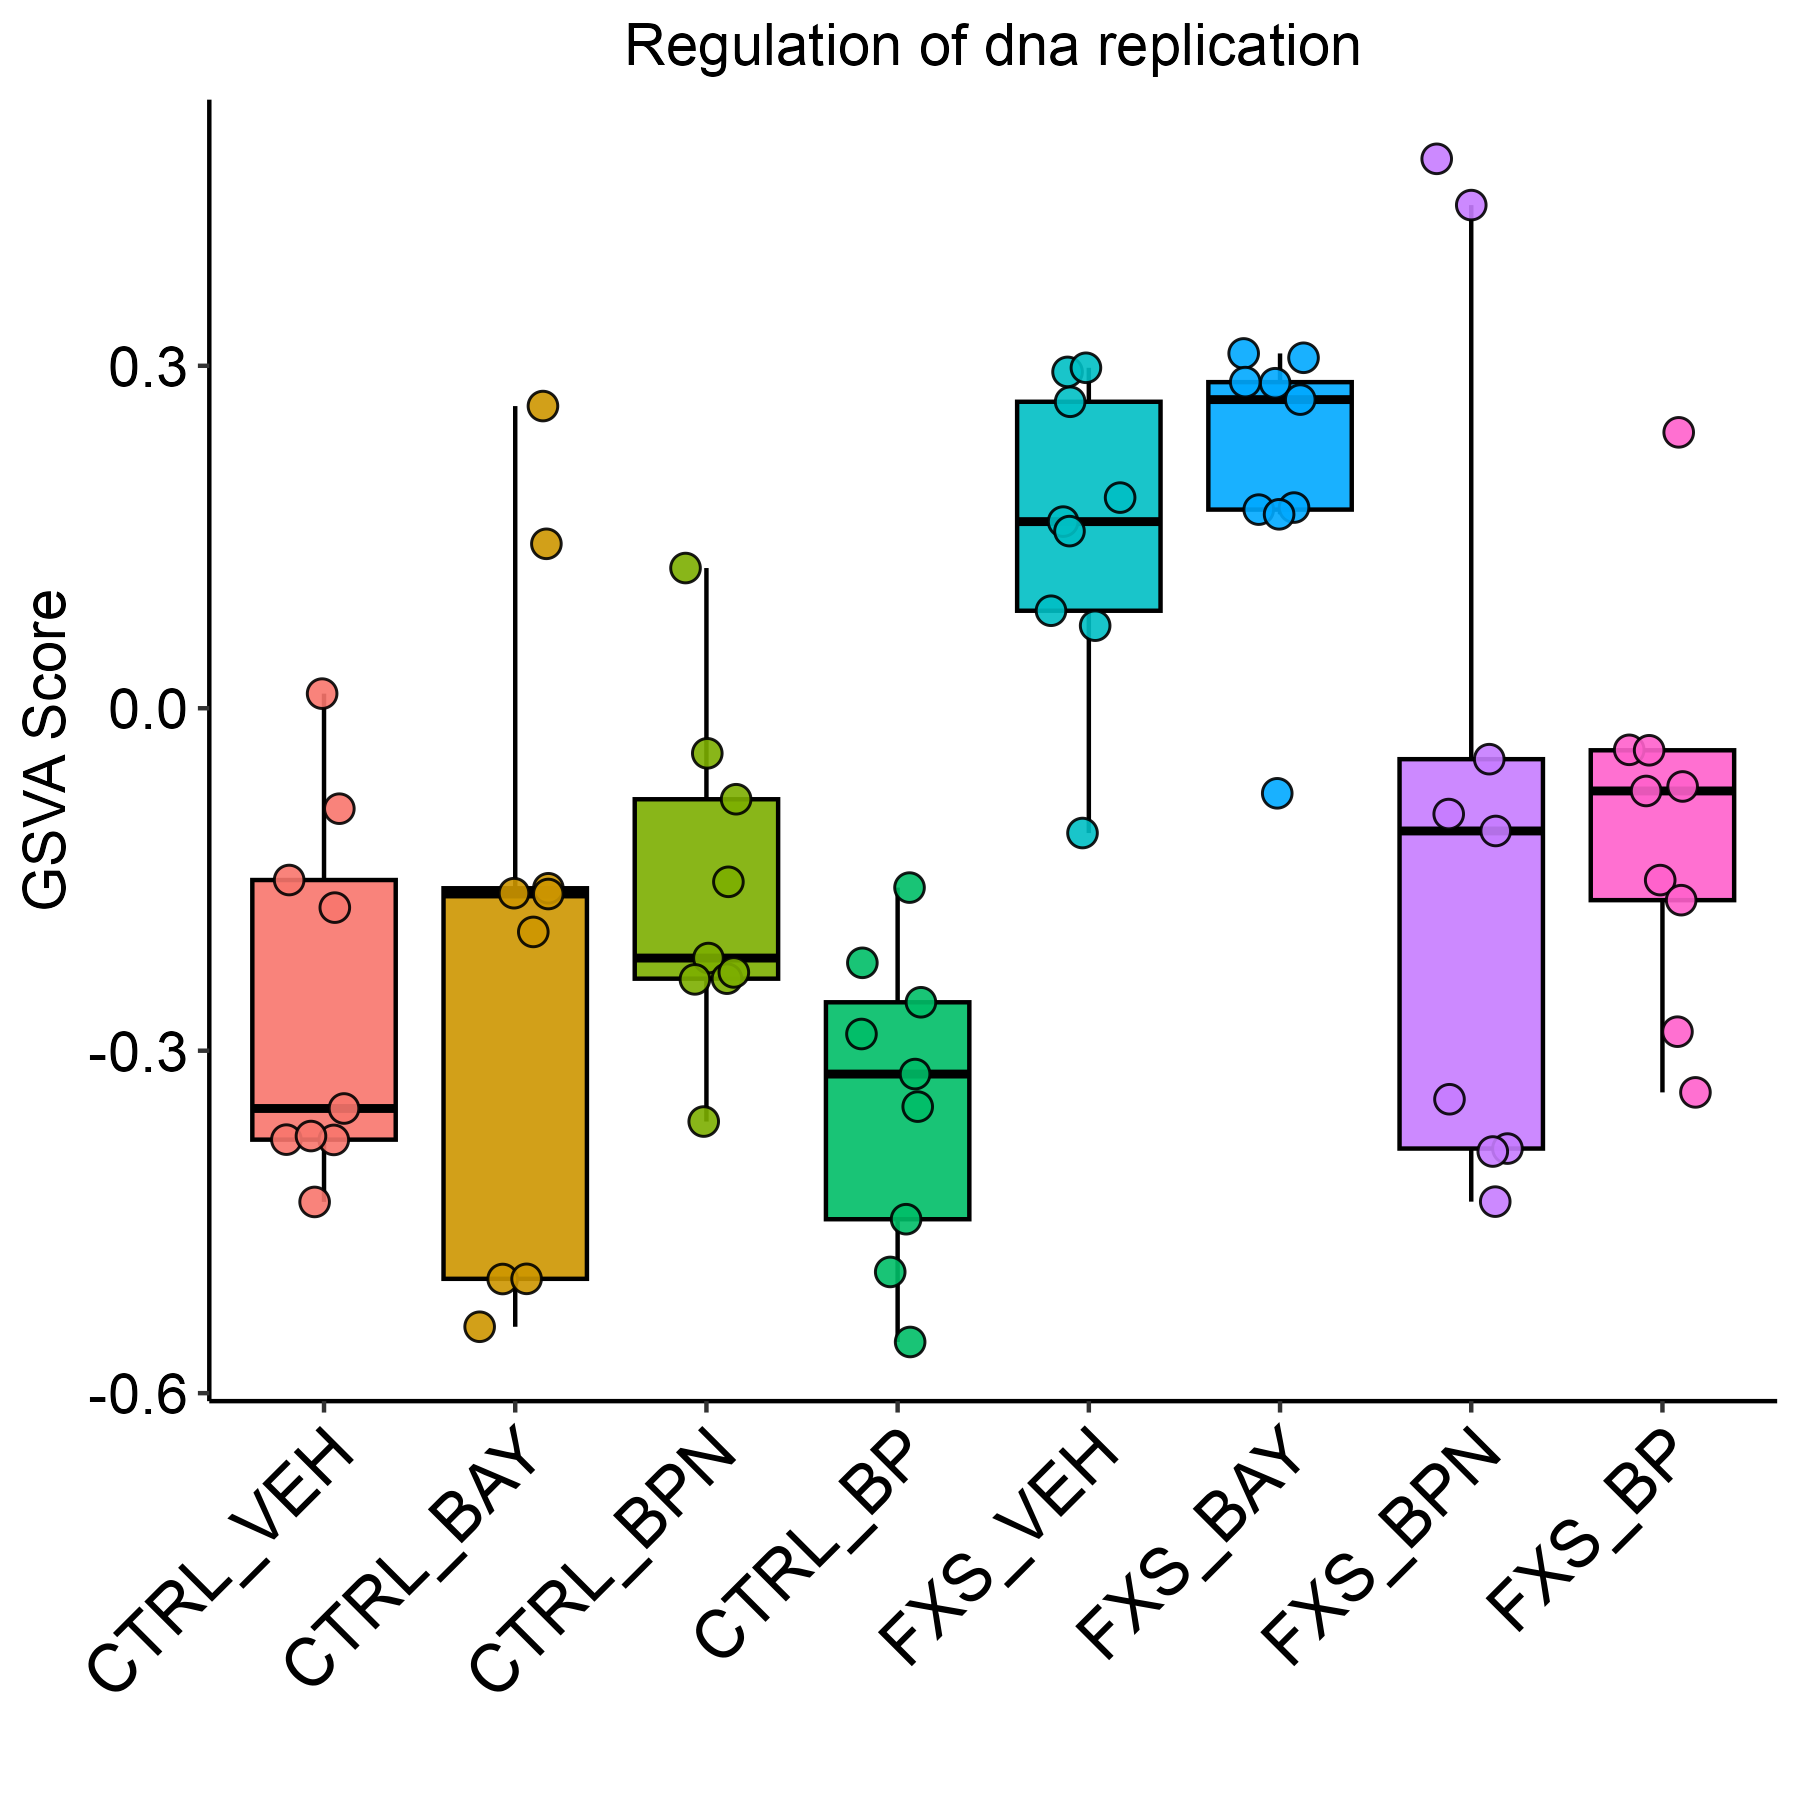 Regulation of dna replication
GSVA Score
0.3
0.0
-0.3
-0.6
CTRL_VEH
CTRL_BAY
CTRL_BPN
CTRL_BP
FXS_VEH
FXS_BAY
FXS_BPN
FXS_BP